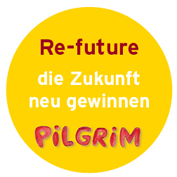 Re-future
die Zukunft
neu gewinnen
PiLGRiM